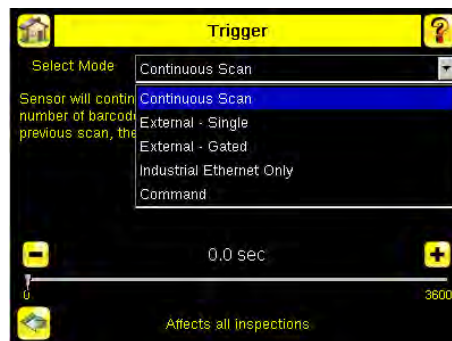 Trigger
?
Select Mode
Continuous Scan
Sensor will contin
number of barcod
previous scan, the
Continuous Scan
External - Single
External - Gated
Industrial Ethernet Only
Command
0.0 sec
0
3600
Affects all inspections